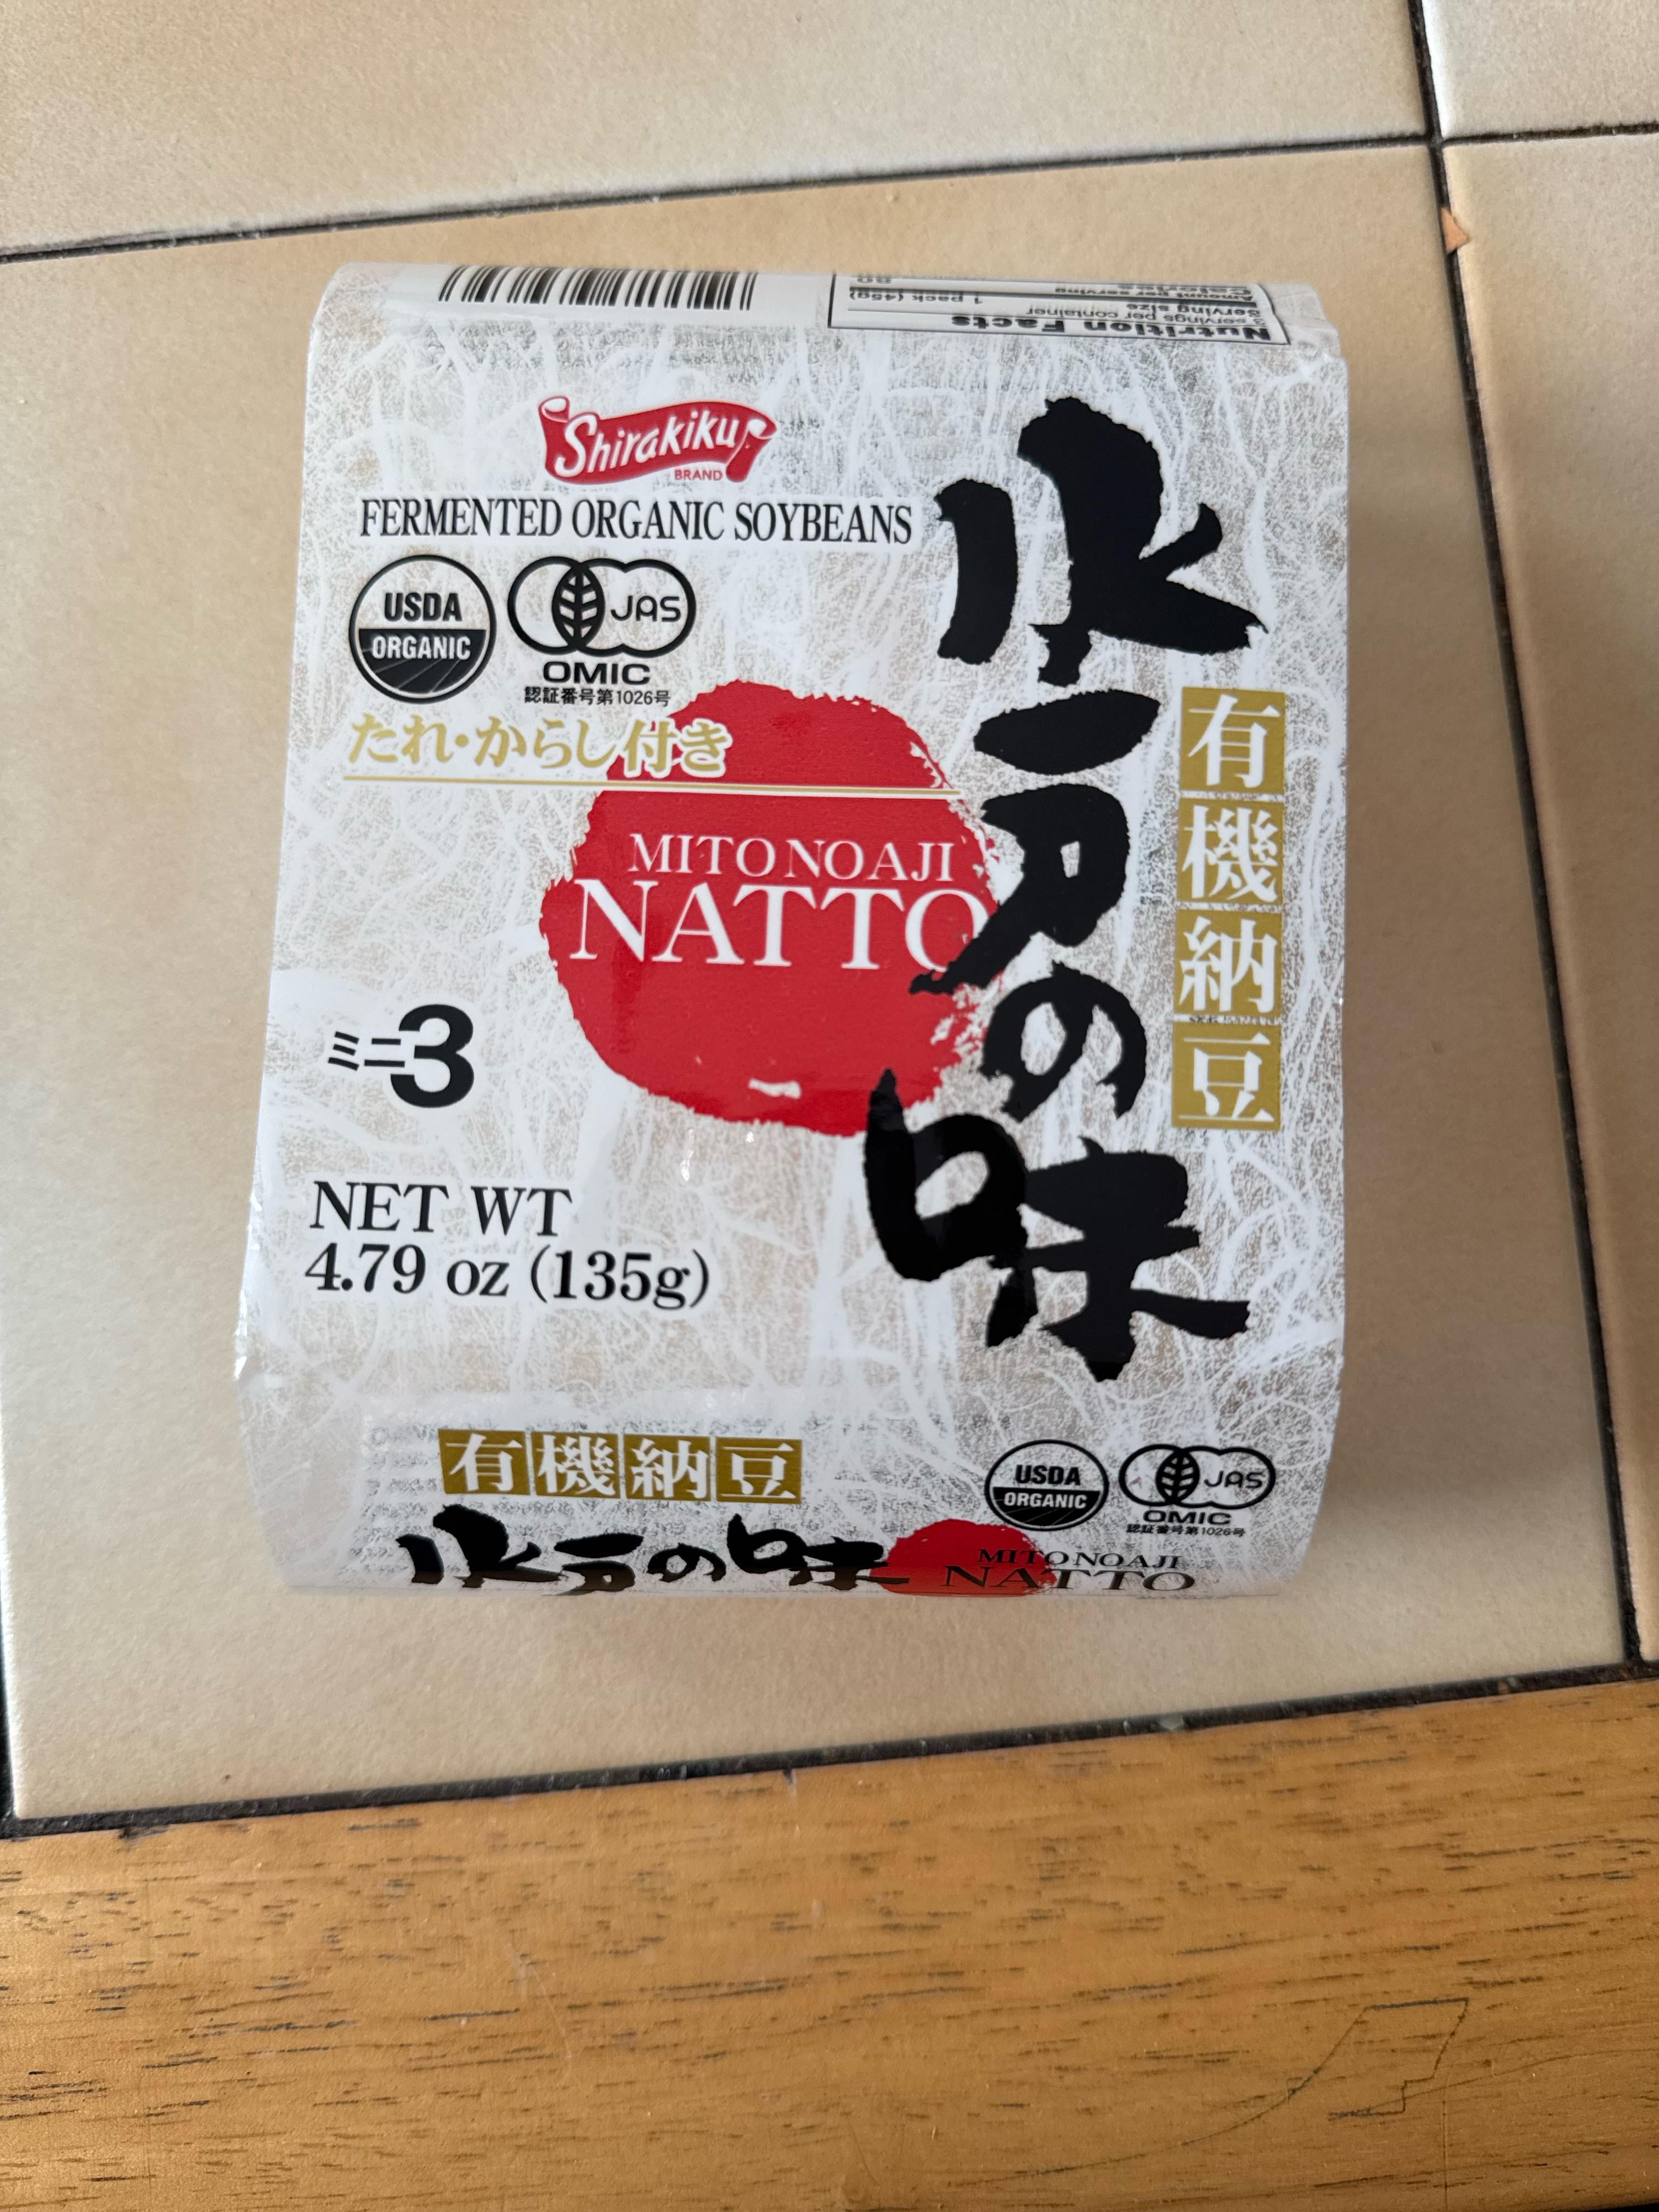 Nutrition Facts
3 servings per container
Serving size 1 pack (45g)
Amount per serving
Calories 80
Shirakiku
BRAND
FERMENTED ORGANIC SOYBEANS
USDA
ORGANIC
JAS
OMIC
認証番号第1026号
たれ・からし付き
MITO NO AJI
NATTO
水戸の味
有機納豆
ミニ3
NET WT
4.79 oz (135g)
有機納豆
水戸の味
USDA
ORGANIC
JAS
OMIC
認証番号第1026号
MITO NO AJI
NATTO